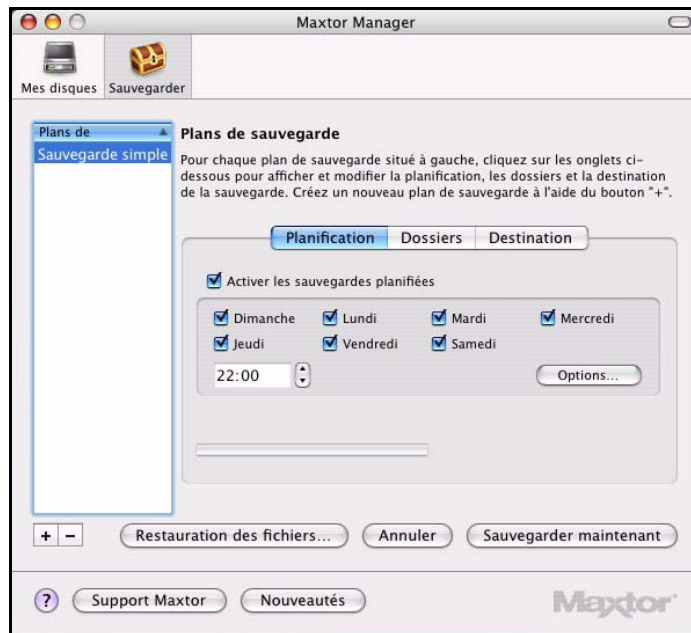 Maxtor Manager
Mes disques Sauvegarder
Plans de
Sauvegarde simple
Plans de sauvegarde
Pour chaque plan de sauvegarde situé à gauche, cliquez sur les onglets ci-
dessous pour afficher et modifier la planification, les dossiers et la destination
de la sauvegarde. Créez un nouveau plan de sauvegarde à l'aide du bouton "+".
Planification Dossiers Destination
Activer les sauvegardes planifiées
Dimanche Lundi Mardi Mercredi
Jeudi Vendredi Samedi
22:00 Options...
+ - Restauration des fichiers... Annuler Sauvegarder maintenant
? Support Maxtor Nouveautés Maxtor